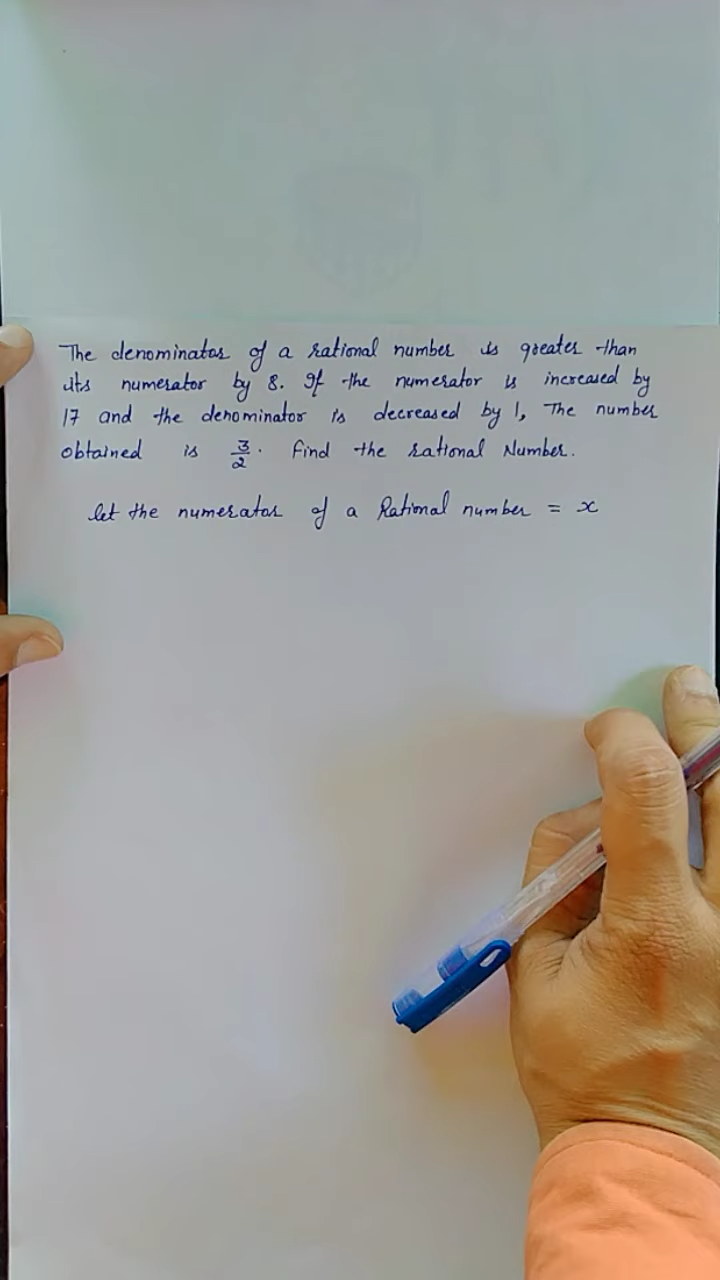 The denominator of a rational number is greater than
its numerator by 8. If the numerator is increased by
17 and the denominator is decreased by 1, The number
obtained is 3/2. Find the rational Number.
let the numerator of a Rational number = x